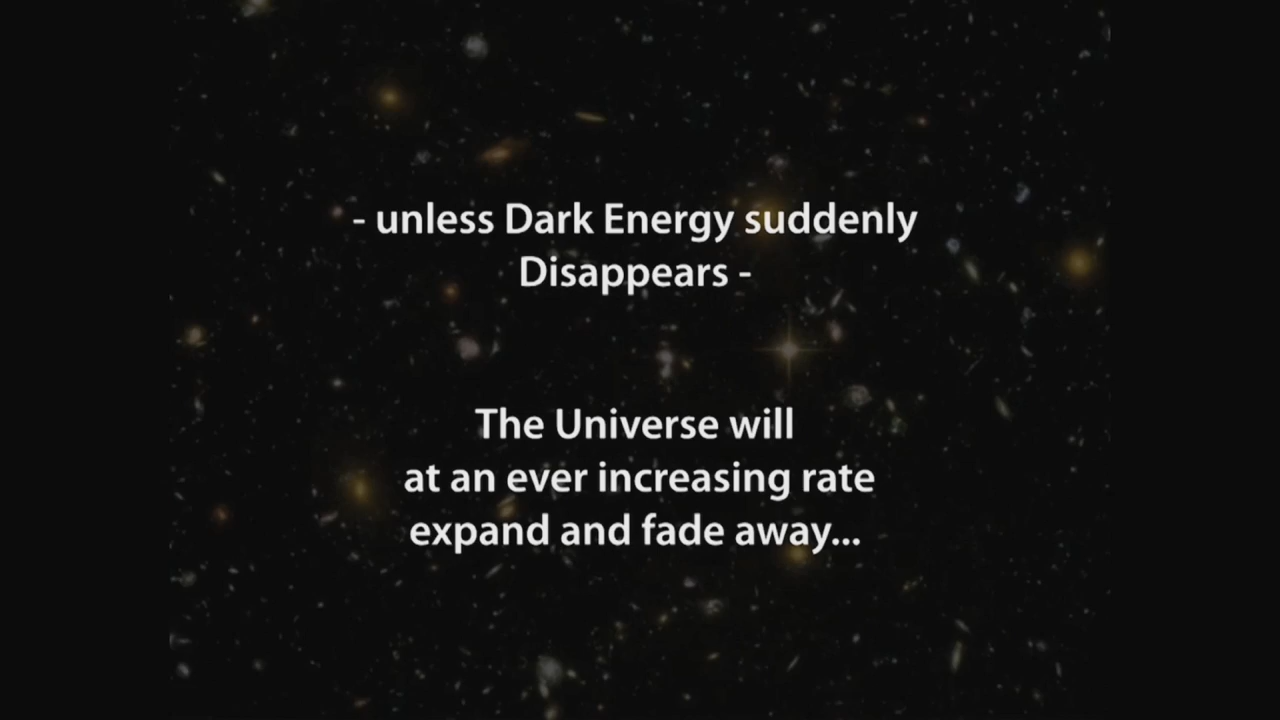 - unless Dark Energy suddenly
Disappears -
The Universe will
at an ever increasing rate
expand and fade away...